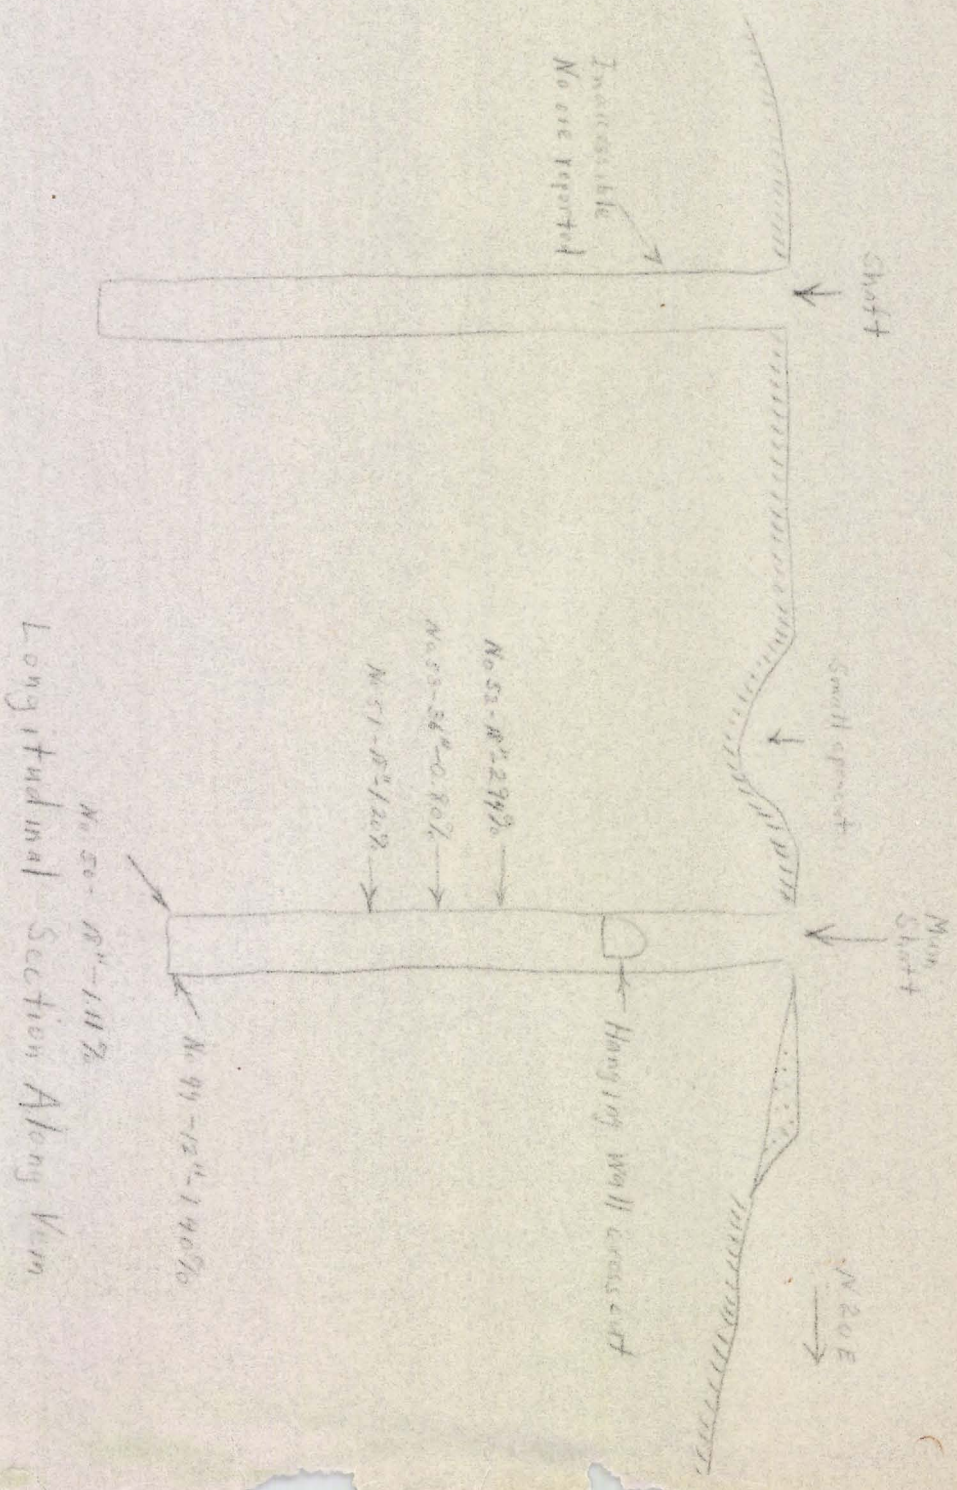 N 20 E
Main
Shaft
Small opencut
Shaft
Inaccessible
No ore reported
Hanging Wall crosscut
No 52-18"-2.94%
No 53-36"-0.80%
No 51-18"-1.20%
No 49-12"-1.40%
No 50-18"-1.11%
Longitudinal Section Along Vein